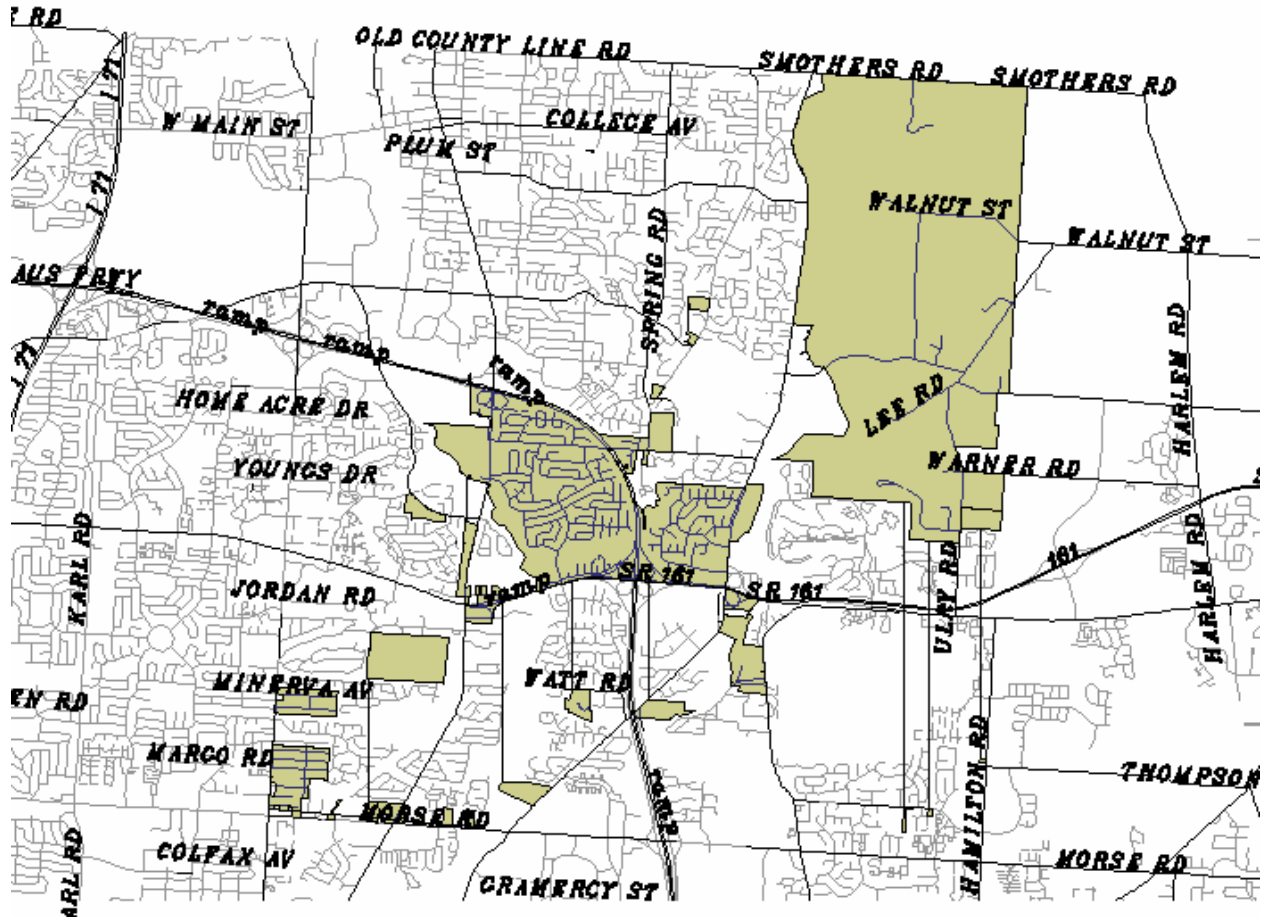 E RD
OLD COUNTY LINE RD
SMOTHERS RD
SMOTHERS RD
I 71
W MAIN ST
COLLEGE AV
PLUM ST
I 71
WALNUT ST
WALNUT ST
SPRING RD
AUS FRWY
ramp
ramp
ramp
HARLEM RD
I 71
HOME ACRE DR
LEE RD
YOUNGS DR
WARNER RD
KARL RD
HARLEM RD
161
SR 161
SR 161
ramp
JORDAN RD
ULRY RD
MINERVA AV
WATT RD
EN RD
MARCO RD
HAMILTON RD
THOMPSON
ramp
MORSE RD
COLFAX AV
MORSE RD
ARL RD
GRAMERCY ST